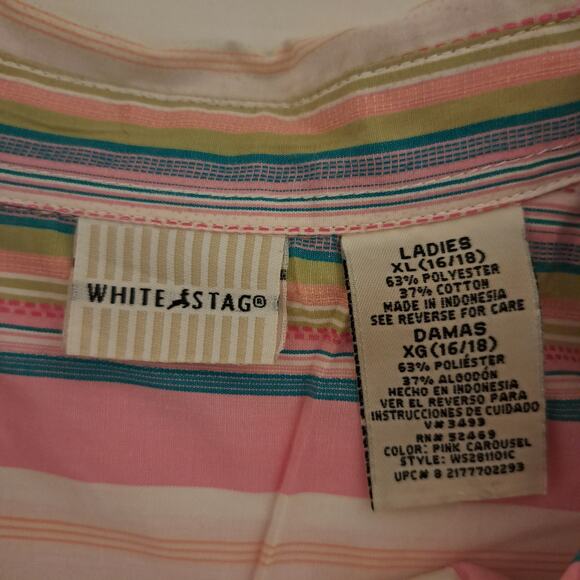 WHITE STAG®
LADIES
XL(16/18)
63% POLYESTER
37% COTTON
MADE IN INDONESIA
SEE REVERSE FOR CARE
DAMAS
XG(16/18)
63% POLIÉSTER
37% ALGODÓN
HECHO EN INDONESIA
VER EL REVERSO PARA
INSTRUCCIONES DE CUIDADO
V# 3493
RN# 52469
COLOR: PINK CAROUSEL
STYLE: WS281101C
UPC# 8 2177702293